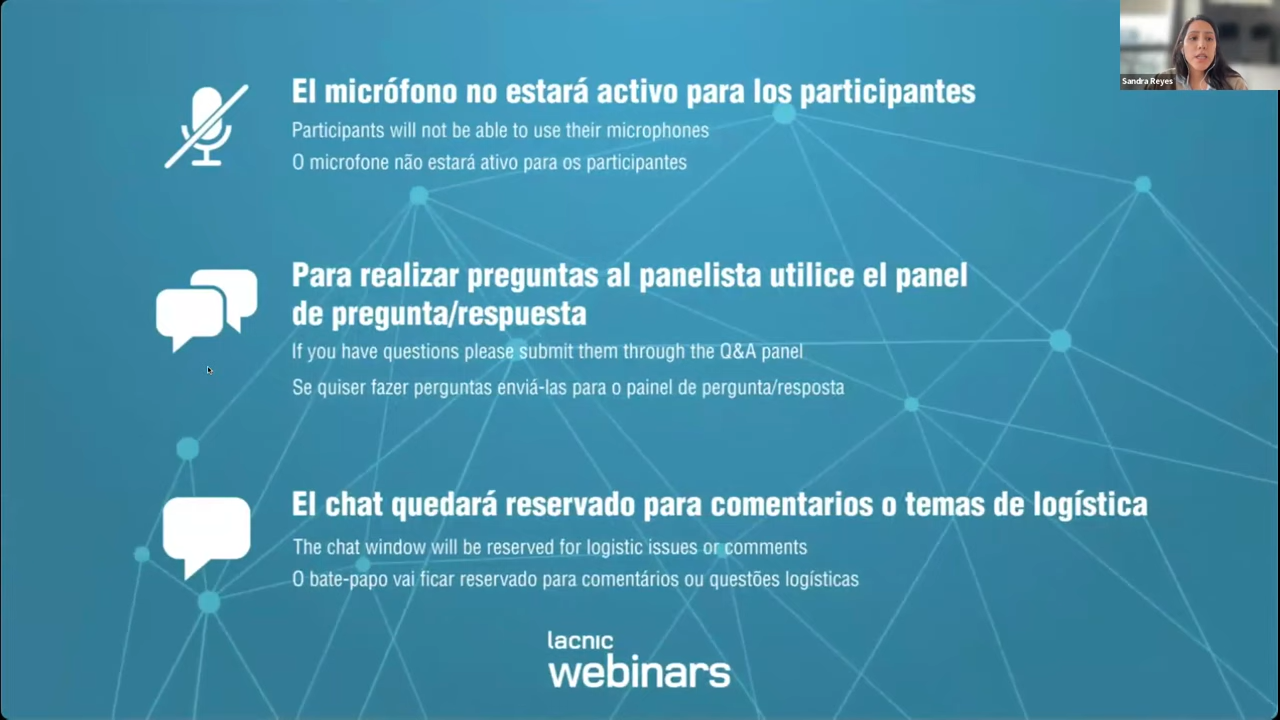 Sandra Reyes
El micrófono no estará activo para los participantes
Participants will not be able to use their microphones
O microfone não estará ativo para os participantes
Para realizar preguntas al panelista utilice el panel
de pregunta/respuesta
If you have questions please submit them through the Q&A panel
Se quiser fazer perguntas enviá-las para o painel de pergunta/resposta
El chat quedará reservado para comentarios o temas de logística
The chat window will be reserved for logistic issues or comments
O bate-papo vai ficar reservado para comentários ou questões logísticas
lacnic
webinars